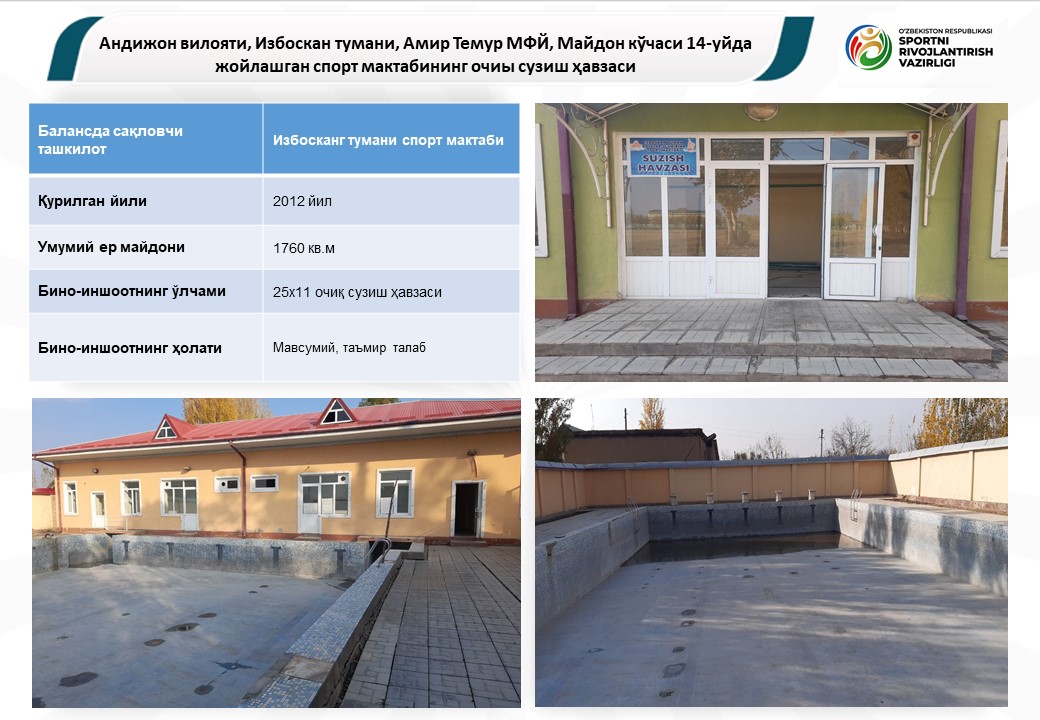 Андижон вилояти, Избоскан тумани, Амир Темур МФЙ, Майдон кўчаси 14-уйда
жойлашган спорт мактабининг очиы сузиш ҳавзаси
O'ZBEKISTON RESPUBLIKASI
SPORTNI
RIVOJLANTIRISH
VAZIRLIGI
Балансда сақловчи
ташкилот
Избосканг тумани спорт мактаби
Қурилган йили
2012 йил
Умумий ер майдони
1760 кв.м
Бино-иншоотнинг ўлчами
25x11 очиқ сузиш ҳавзаси
Бино-иншоотнинг ҳолати
Мавсумий, таъмир талаб
SUZISH
HAVZASI